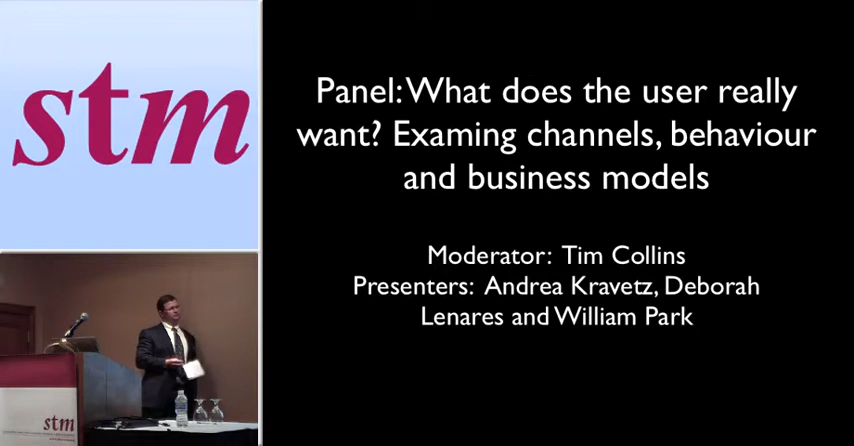 stm
Panel: What does the user really
want? Examing channels, behaviour
and business models
Moderator: Tim Collins
Presenters: Andrea Kravetz, Deborah
Lenares and William Park
stm